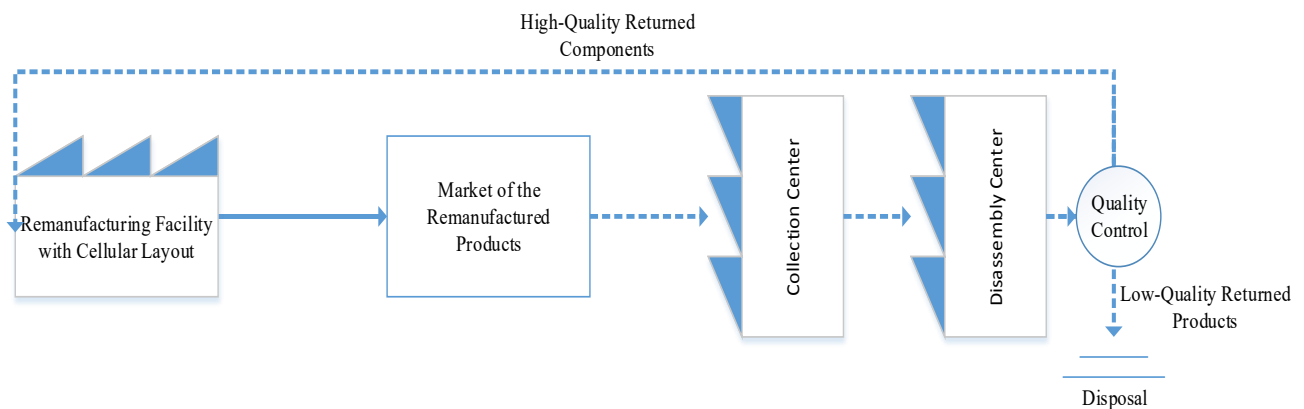 High-Quality Returned
Components
Remanufacturing Facility
with Cellular Layout
Market of the
Remanufactured
Products
Collection Center
Disassembly Center
Quality
Control
Low-Quality Returned
Products
Disposal